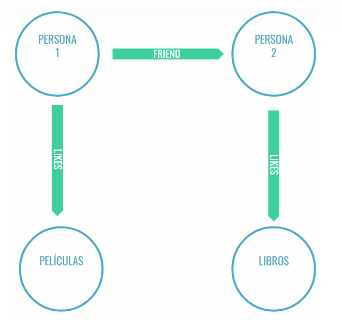 PERSONA
1
FRIEND
PERSONA
2
LIKES
LIKES
PELÍCULAS
LIBROS